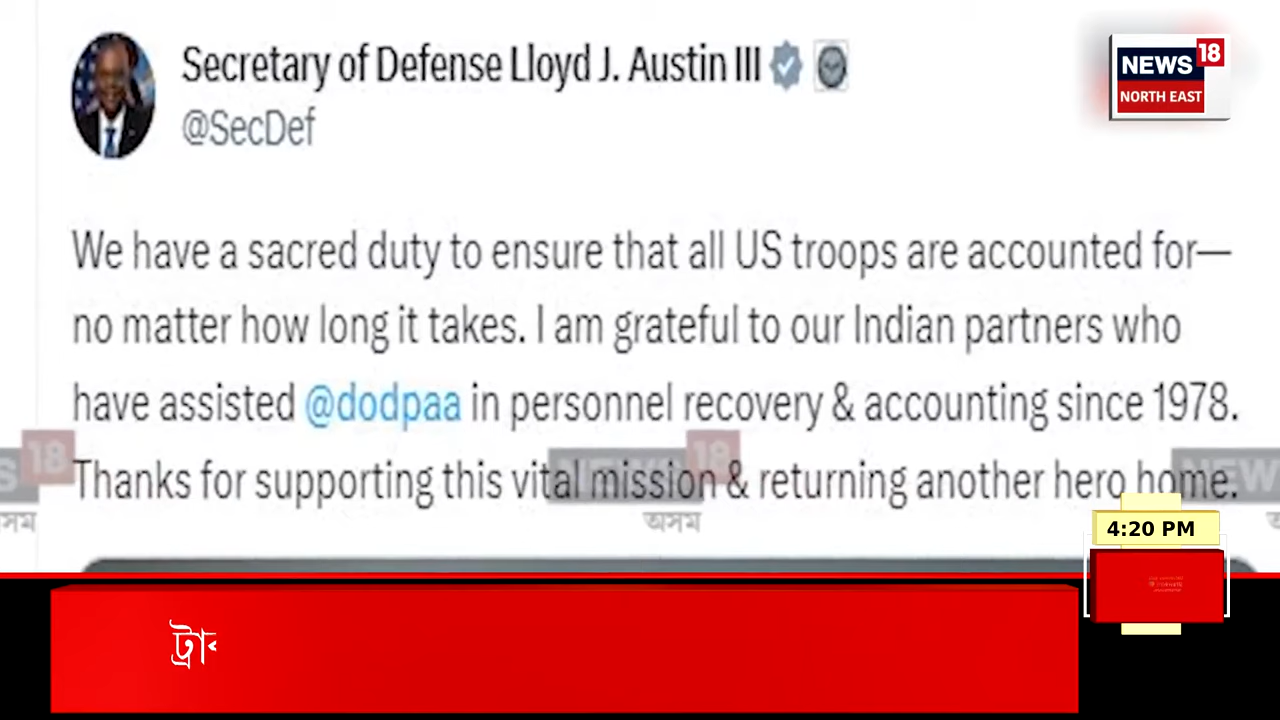 Secretary of Defense Lloyd J. Austin III
@SecDef
NEWS 18
NORTH EAST
We have a sacred duty to ensure that all US troops are accounted for—
no matter how long it takes. I am grateful to our Indian partners who
have assisted @dodpaa in personnel recovery & accounting since 1978.
Thanks for supporting this vital mission & returning another hero home.
NEWS 18
অসম
4:20 PM